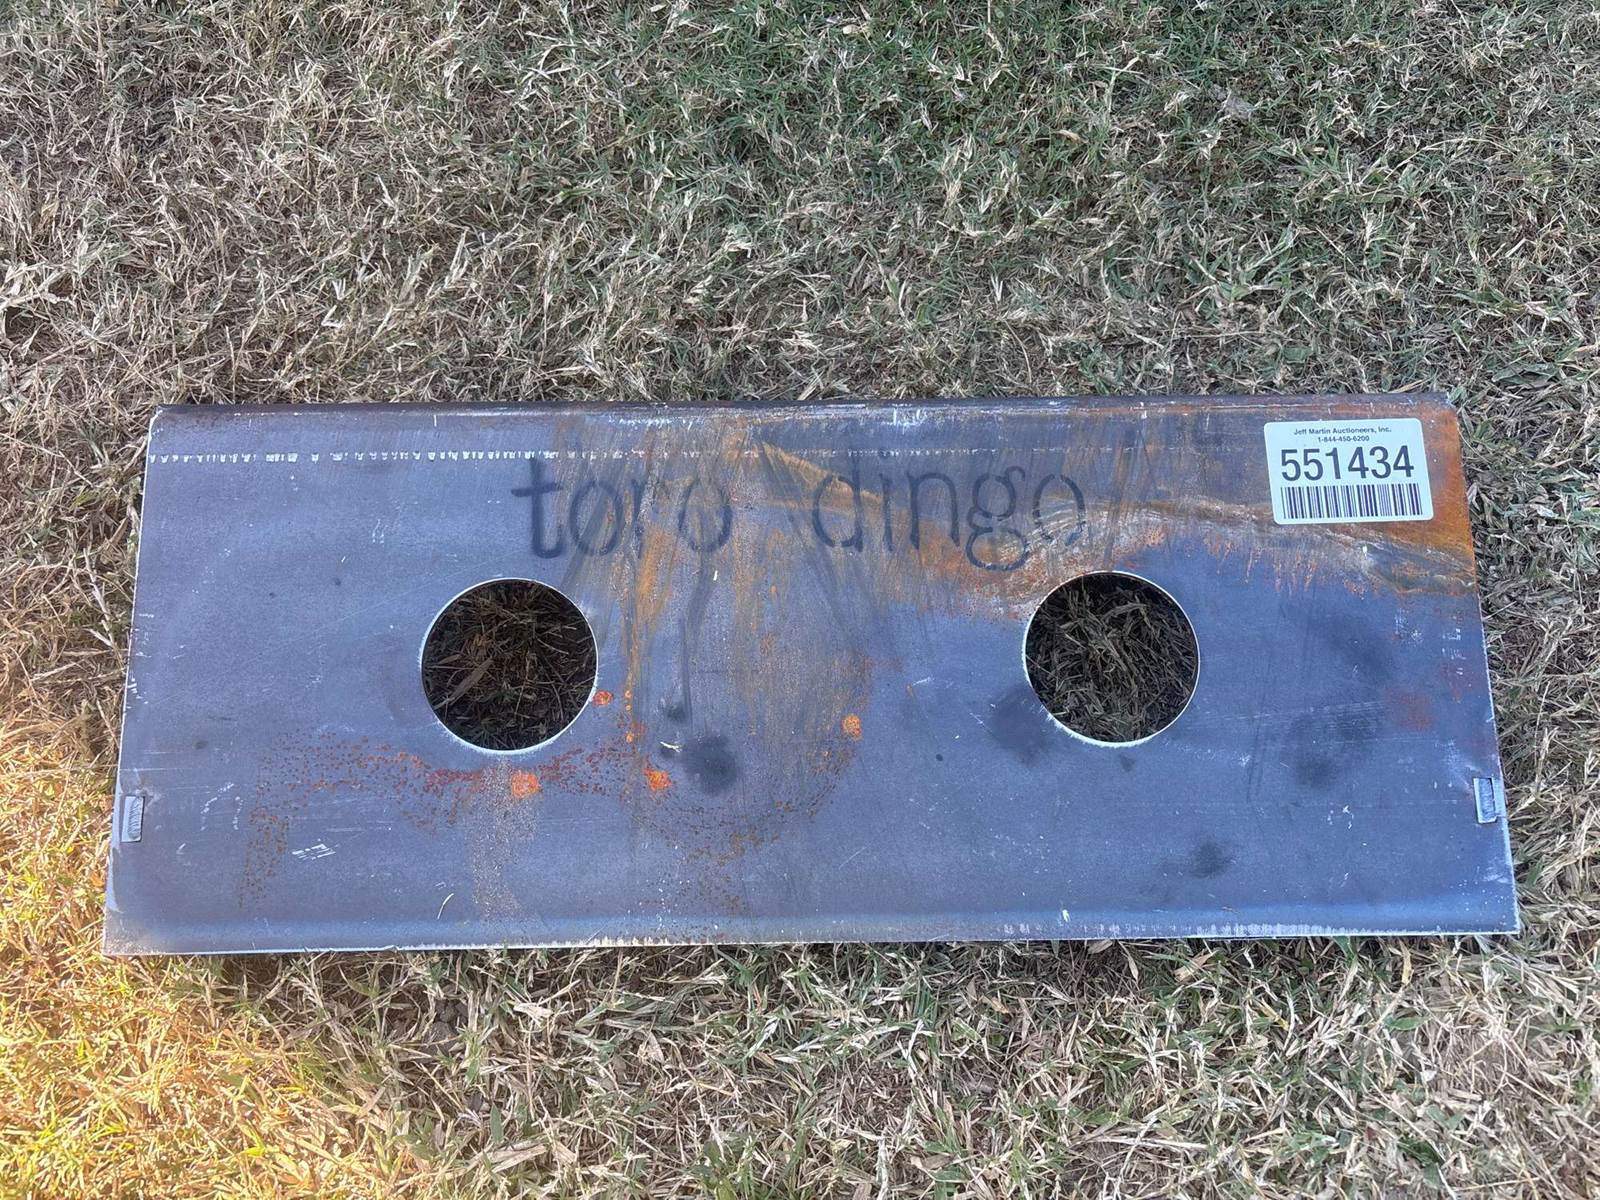 Jeff Martin Auctioneers, Inc.
1-844-450-6200
551434
toro dingo